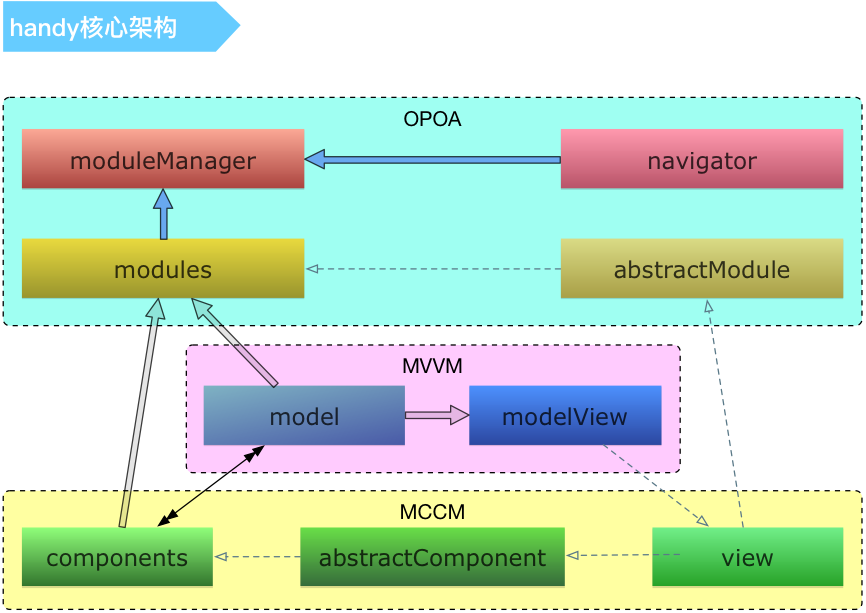 handy核心架构
OPOA
moduleManager
navigator
modules
abstractModule
MVVM
model
modelView
MCCM
components
abstractComponent
view